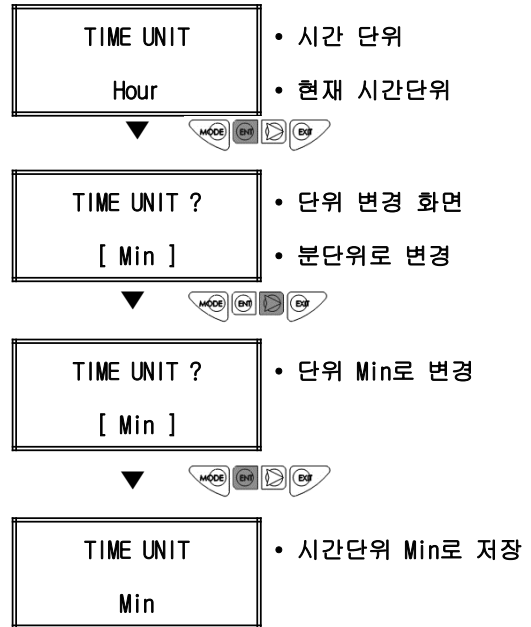 TIME UNIT
• 시간 단위
Hour
• 현재 시간단위
MODE ENT EXIT
TIME UNIT ?
• 단위 변경 화면
[ Min ]
• 분단위로 변경
MODE ENT EXIT
TIME UNIT ?
• 단위 Min로 변경
[ Min ]
MODE ENT EXIT
TIME UNIT
• 시간단위 Min로 저장
Min